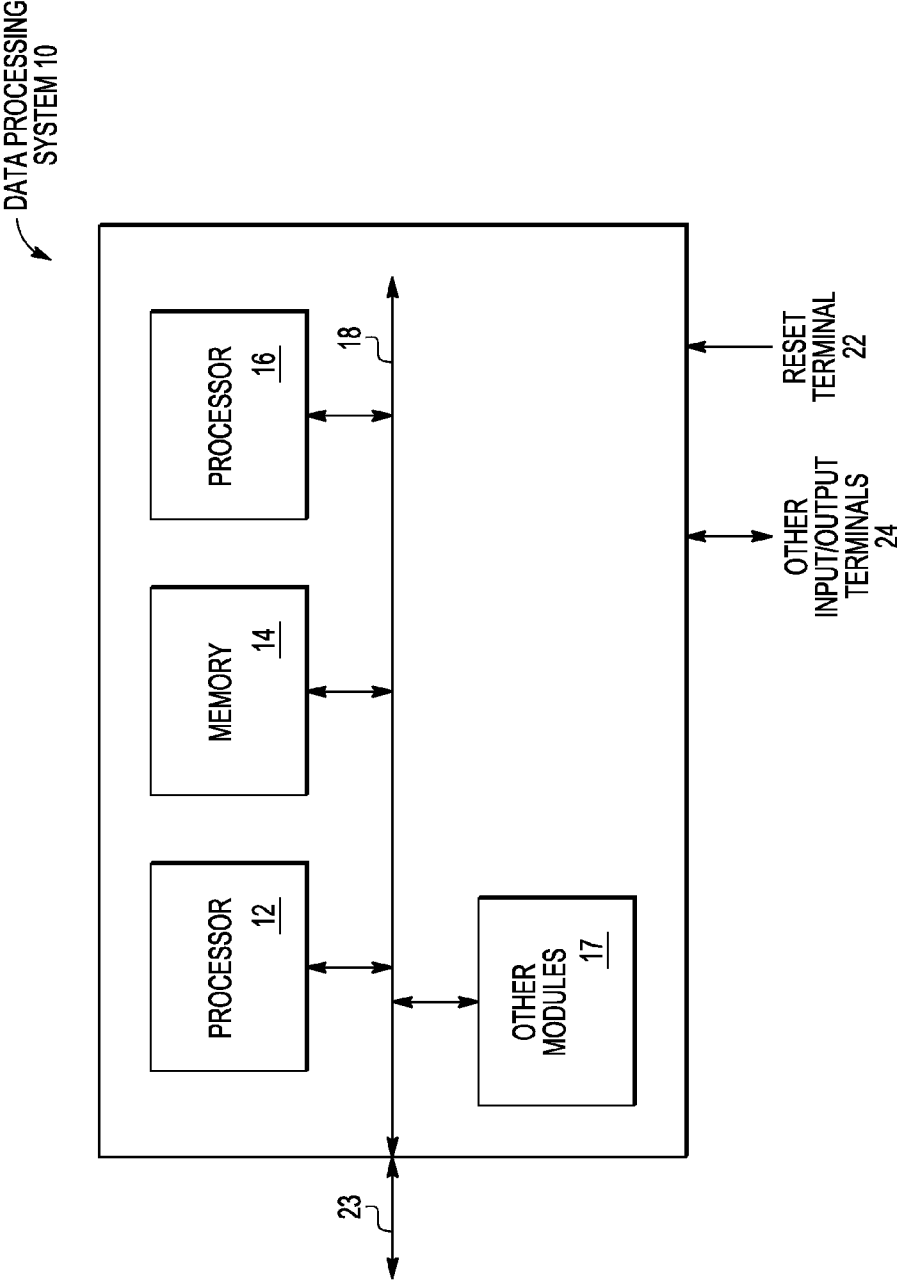 DATA PROCESSING
SYSTEM 10
PROCESSOR
12
MEMORY
14
PROCESSOR
16
18
23
OTHER
MODULES
17
OTHER
INPUT/OUTPUT
TERMINALS
24
RESET
TERMINAL
22